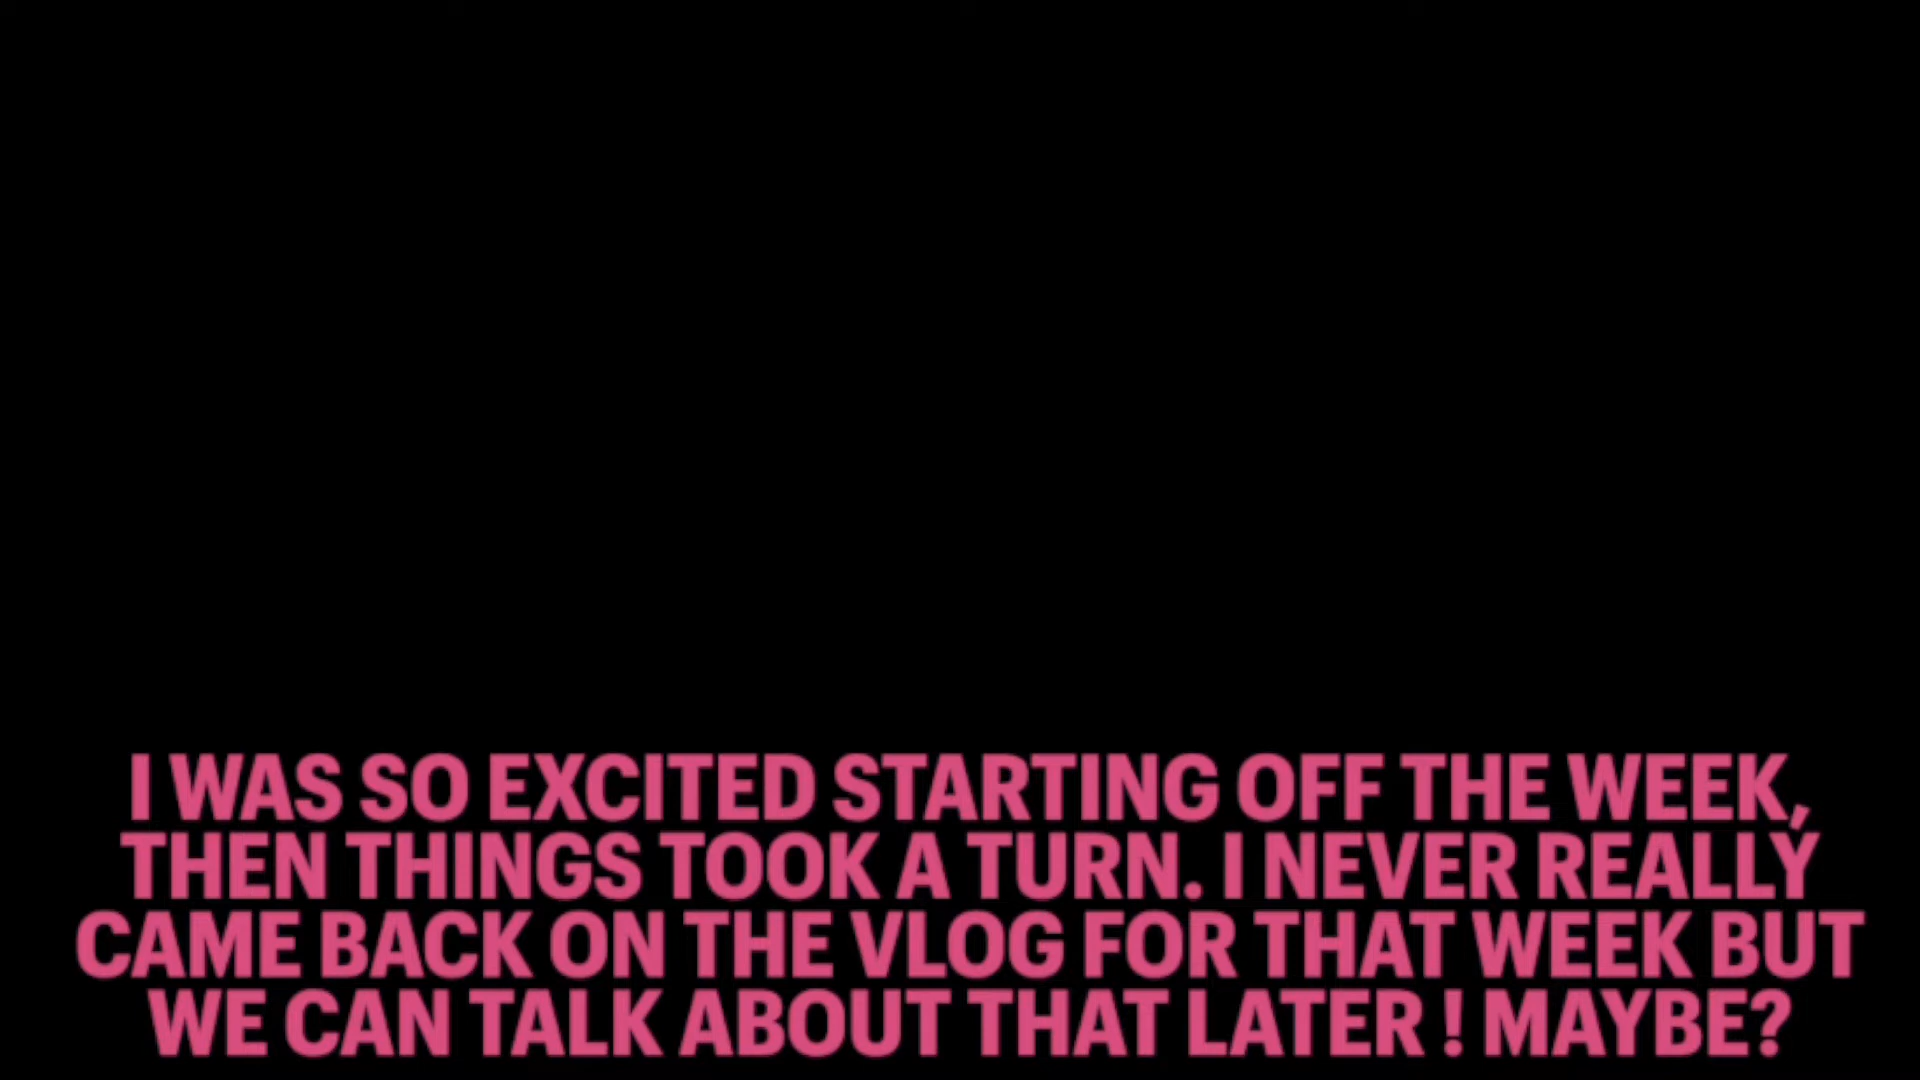 I WAS SO EXCITED STARTING OFF THE WEEK,
THEN THINGS TOOK A TURN. I NEVER REALLY
CAME BACK ON THE VLOG FOR THAT WEEK BUT
WE CAN TALK ABOUT THAT LATER ! MAYBE?